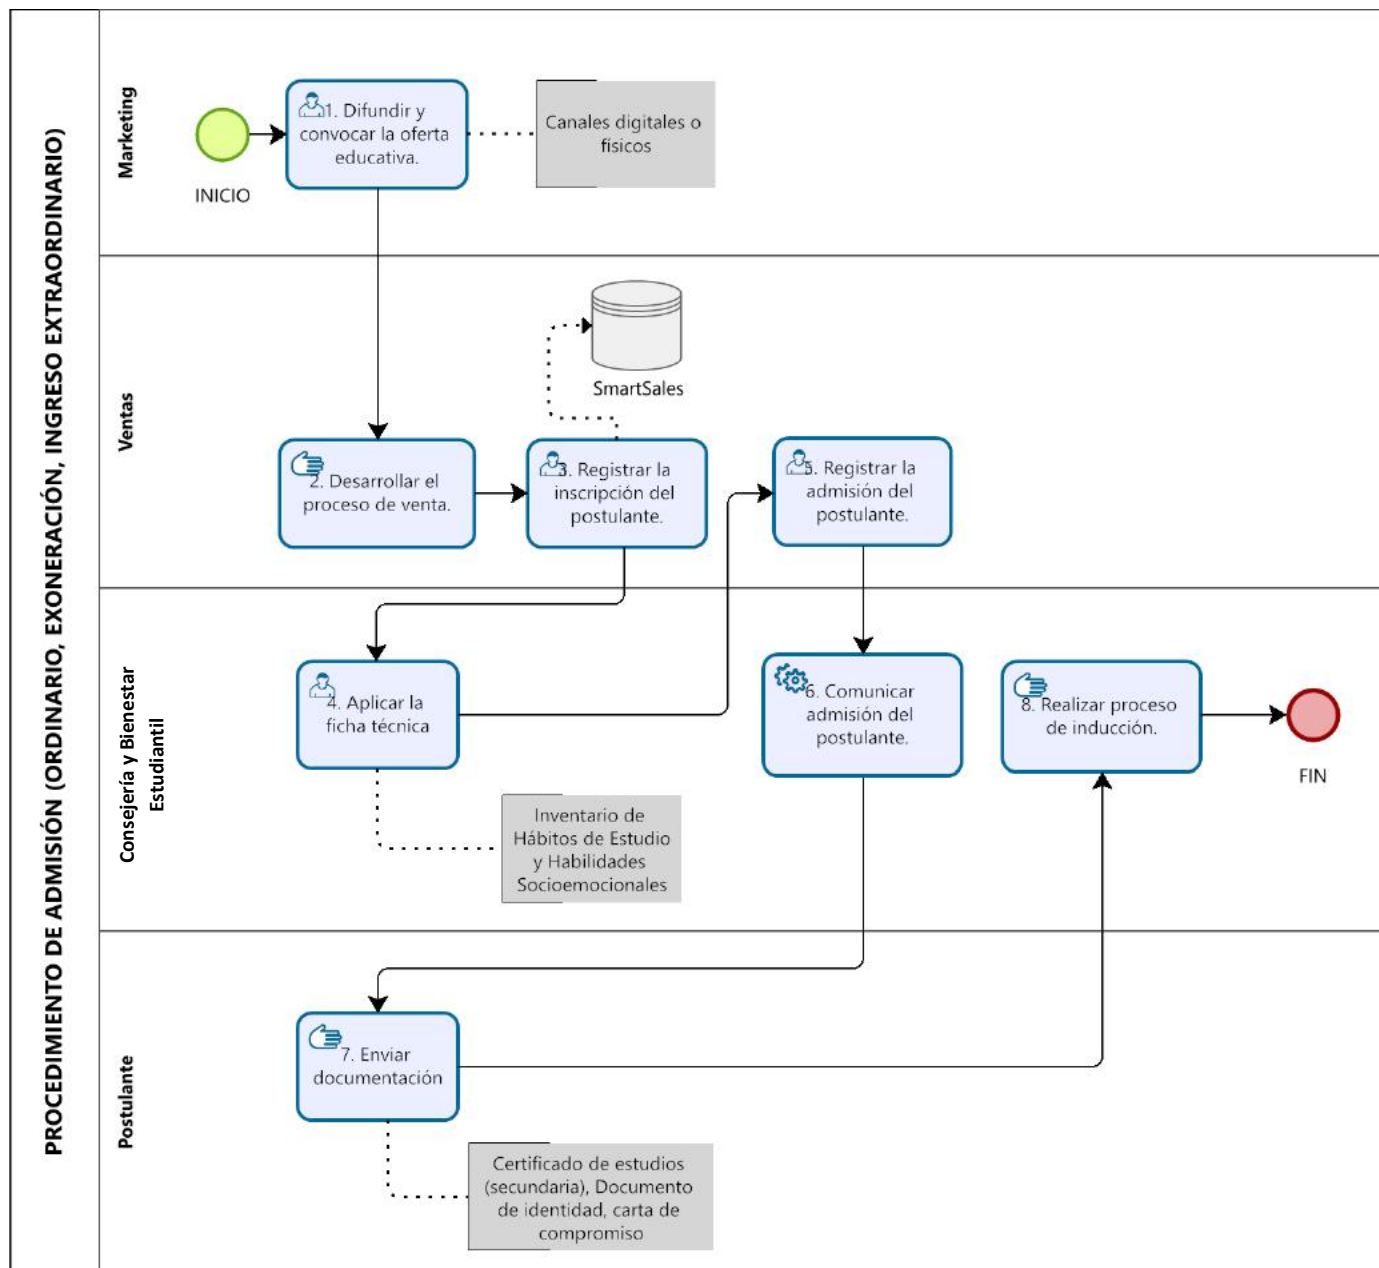 PROCEDIMIENTO DE ADMISIÓN (ORDINARIO, EXONERACIÓN, INGRESO EXTRAORDINARIO)
Marketing
INICIO
1. Difundir y
convocar la oferta
educativa.
Canales digitales o
físicos
Ventas
SmartSales
2. Desarrollar el
proceso de venta.
3. Registrar la
inscripción del
postulante.
5. Registrar la
admisión del
postulante.
Consejería y Bienestar
Estudiantil
4. Aplicar la
ficha técnica
6. Comunicar
admisión del
postulante.
8. Realizar proceso
de inducción.
FIN
Inventario de
Hábitos de Estudio
y Habilidades
Socioemocionales
Postulante
7. Enviar
documentación
Certificado de estudios
(secundaria), Documento
de identidad, carta de
compromiso